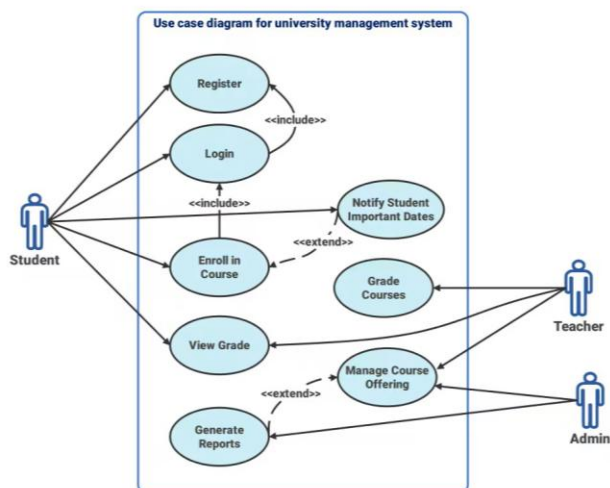 Use case diagram for university management system
Register
<<include>>
Login
<<include>>
Notify Student
Important Dates
Student
<<extend>>
Enroll in
Course
Grade
Courses
Teacher
View Grade
Manage Course
Offering
<<extend>>
Generate
Reports
Admin